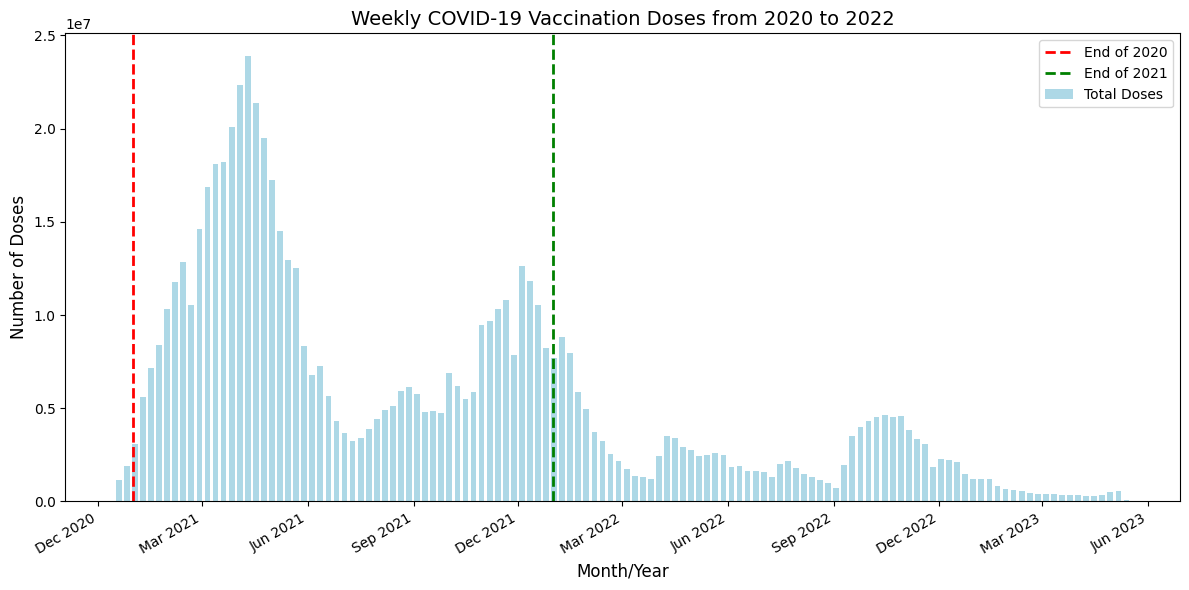 Weekly COVID-19 Vaccination Doses from 2020 to 2022
1e7
2.5
2.0
1.5
1.0
0.5
0.0
Number of Doses
End of 2020
End of 2021
Total Doses
Dec 2020
Mar 2021
Jun 2021
Sep 2021
Dec 2021
Mar 2022
Jun 2022
Sep 2022
Dec 2022
Mar 2023
Jun 2023
Month/Year